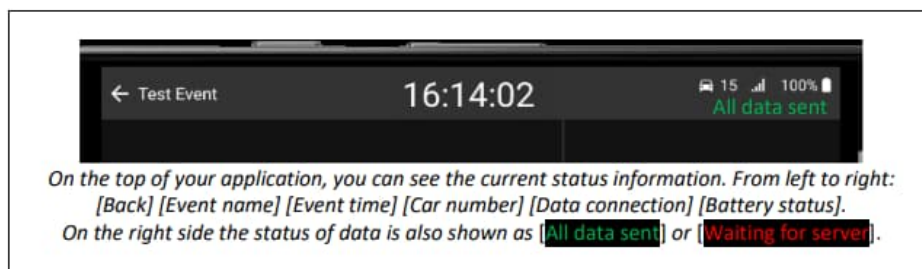 ← Test Event 16:14:02 15 100%
All data sent
On the top of your application, you can see the current status information. From left to right:
[Back] [Event name] [Event time] [Car number] [Data connection] [Battery status].
On the right side the status of data is also shown as [All data sent] or [Waiting for server].